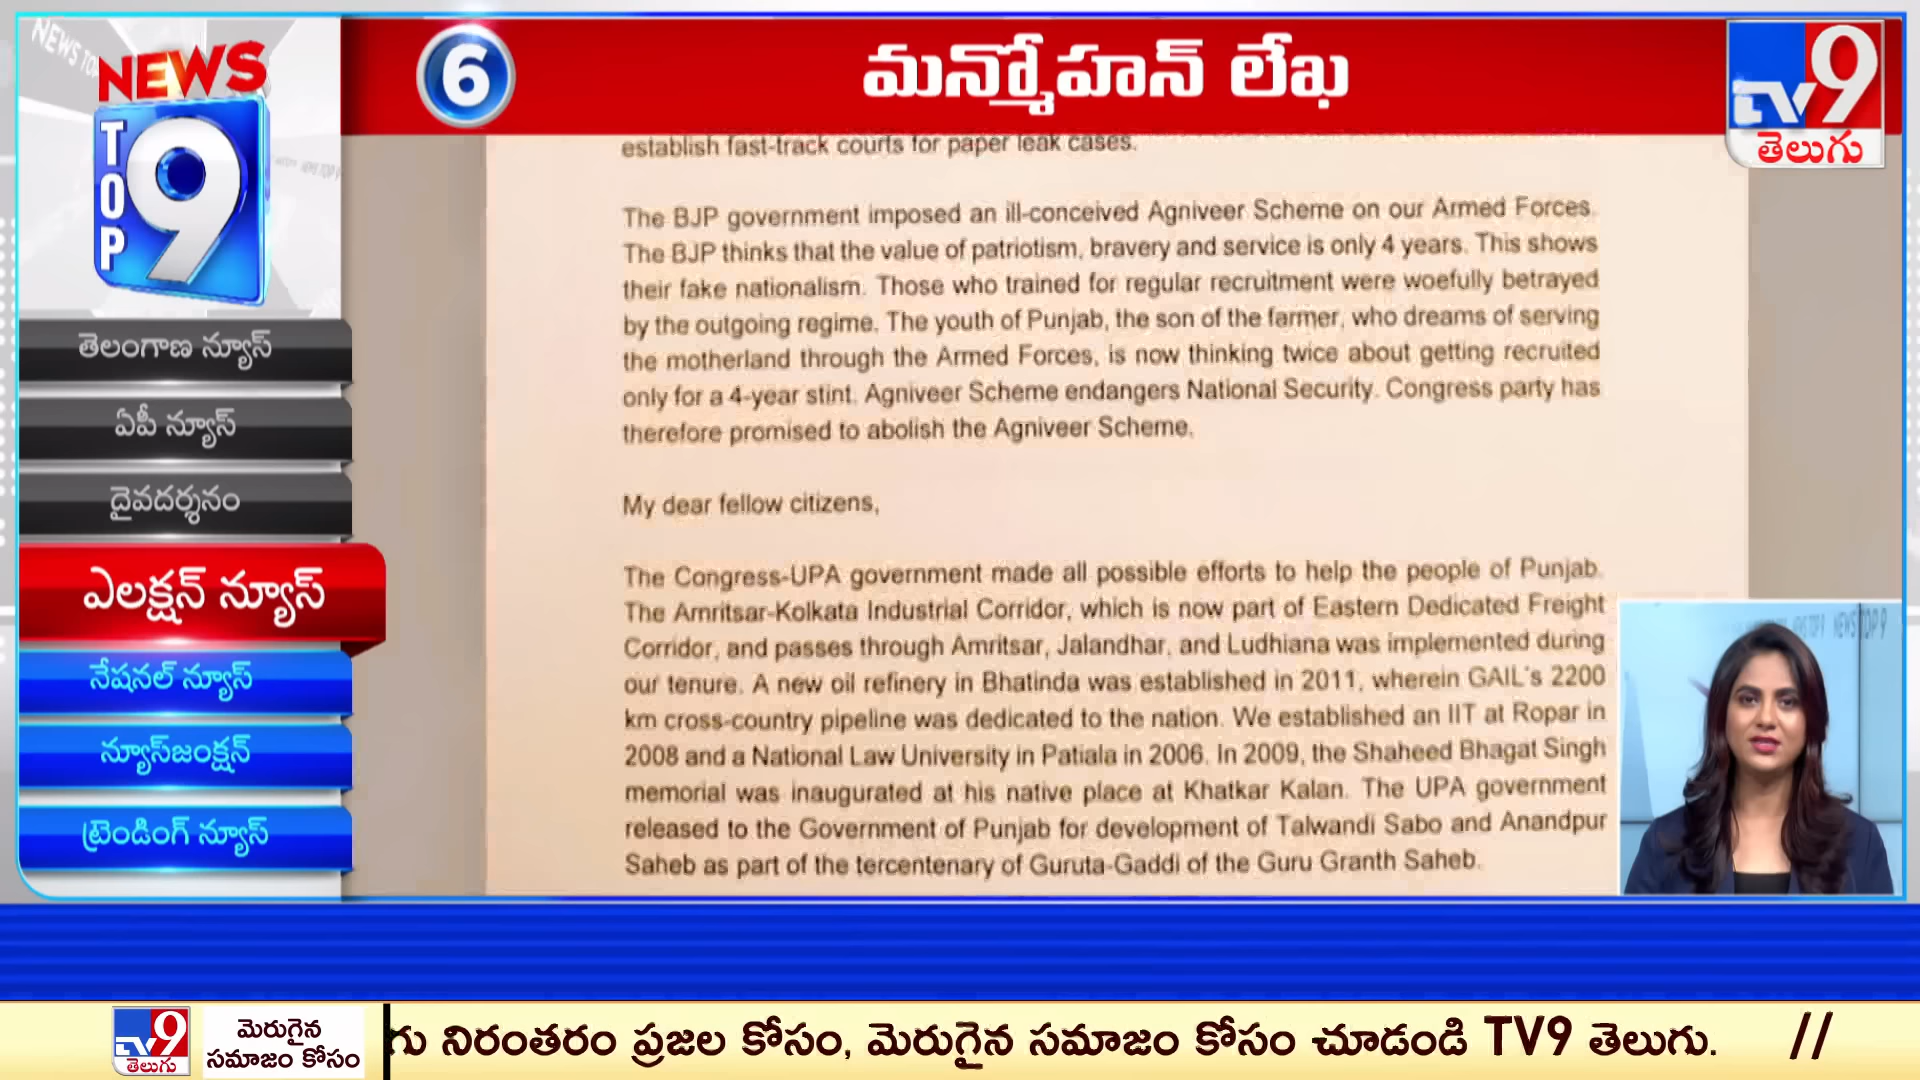 NEWS
TOP
9
6
మన్మోహన్ లేఖ
TV9
తెలుగు
తెలంగాణ న్యూస్
ఏపీ న్యూస్
దైవదర్శనం
ఎలక్షన్ న్యూస్
నేషనల్ న్యూస్
న్యూస్‌జంక్షన్
ట్రెండింగ్ న్యూస్
establish fast-track courts for paper leak cases.
The BJP government imposed an ill-conceived Agniveer Scheme on our Armed Forces.
The BJP thinks that the value of patriotism, bravery and service is only 4 years. This shows
their fake nationalism. Those who trained for regular recruitment were woefully betrayed
by the outgoing regime. The youth of Punjab, the son of the farmer, who dreams of serving
the motherland through the Armed Forces, is now thinking twice about getting recruited
only for a 4-year stint. Agniveer Scheme endangers National Security. Congress party has
therefore promised to abolish the Agniveer Scheme.
My dear fellow citizens,
The Congress-UPA government made all possible efforts to help the people of Punjab.
The Amritsar-Kolkata Industrial Corridor, which is now part of Eastern Dedicated Freight
Corridor, and passes through Amritsar, Jalandhar, and Ludhiana was implemented during
our tenure. A new oil refinery in Bhatinda was established in 2011, wherein GAIL's 2200
km cross-country pipeline was dedicated to the nation. We established an IIT at Ropar in
2008 and a National Law University in Patiala in 2006. In 2009, the Shaheed Bhagat Singh
memorial was inaugurated at his native place at Khatkar Kalan. The UPA government
released to the Government of Punjab for development of Talwandi Sabo and Anandpur
Saheb as part of the tercentenary of Guruta-Gaddi of the Guru Granth Saheb.
NEWS TOP 9
TV9
తెలుగు
మెరుగైన
సమాజం కోసం
గు నిరంతరం ప్రజల కోసం, మెరుగైన సమాజం కోసం చూడండి TV9 తెలుగు. //